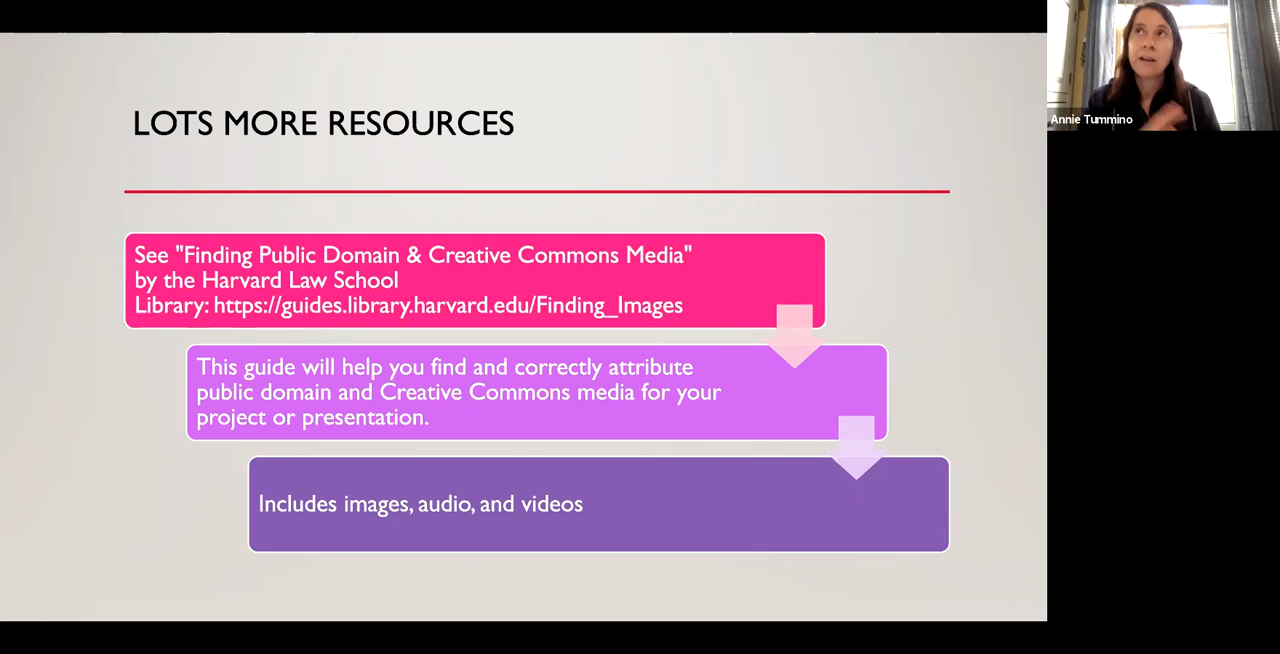 LOTS MORE RESOURCES
See "Finding Public Domain & Creative Commons Media"
by the Harvard Law School
Library: https://guides.library.harvard.edu/Finding_Images
This guide will help you find and correctly attribute
public domain and Creative Commons media for your
project or presentation.
Includes images, audio, and videos
Annie Tummino